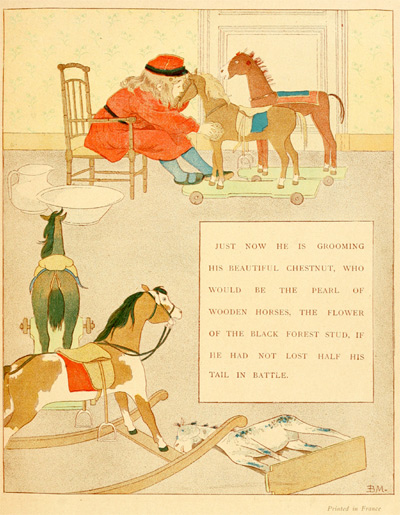 JUST NOW HE IS GROOMING
HIS BEAUTIFUL CHESTNUT, WHO
WOULD BE THE PEARL OF
WOODEN HORSES, THE FLOWER
OF THE BLACK FOREST STUD, IF
HE HAD NOT LOST HALF HIS
TAIL IN BATTLE.
BM.
Printed in France